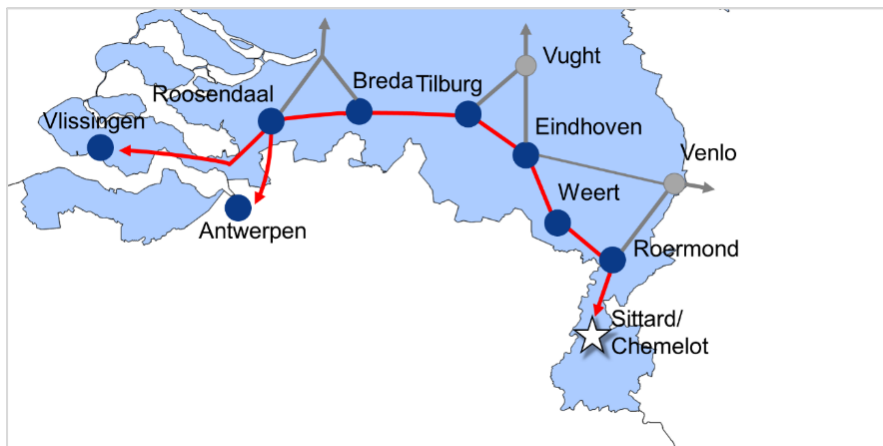 Vught
Breda
Tilburg
Roosendaal
Vlissingen
Eindhoven
Venlo
Weert
Antwerpen
Roermond
Sittard/
Chemelot